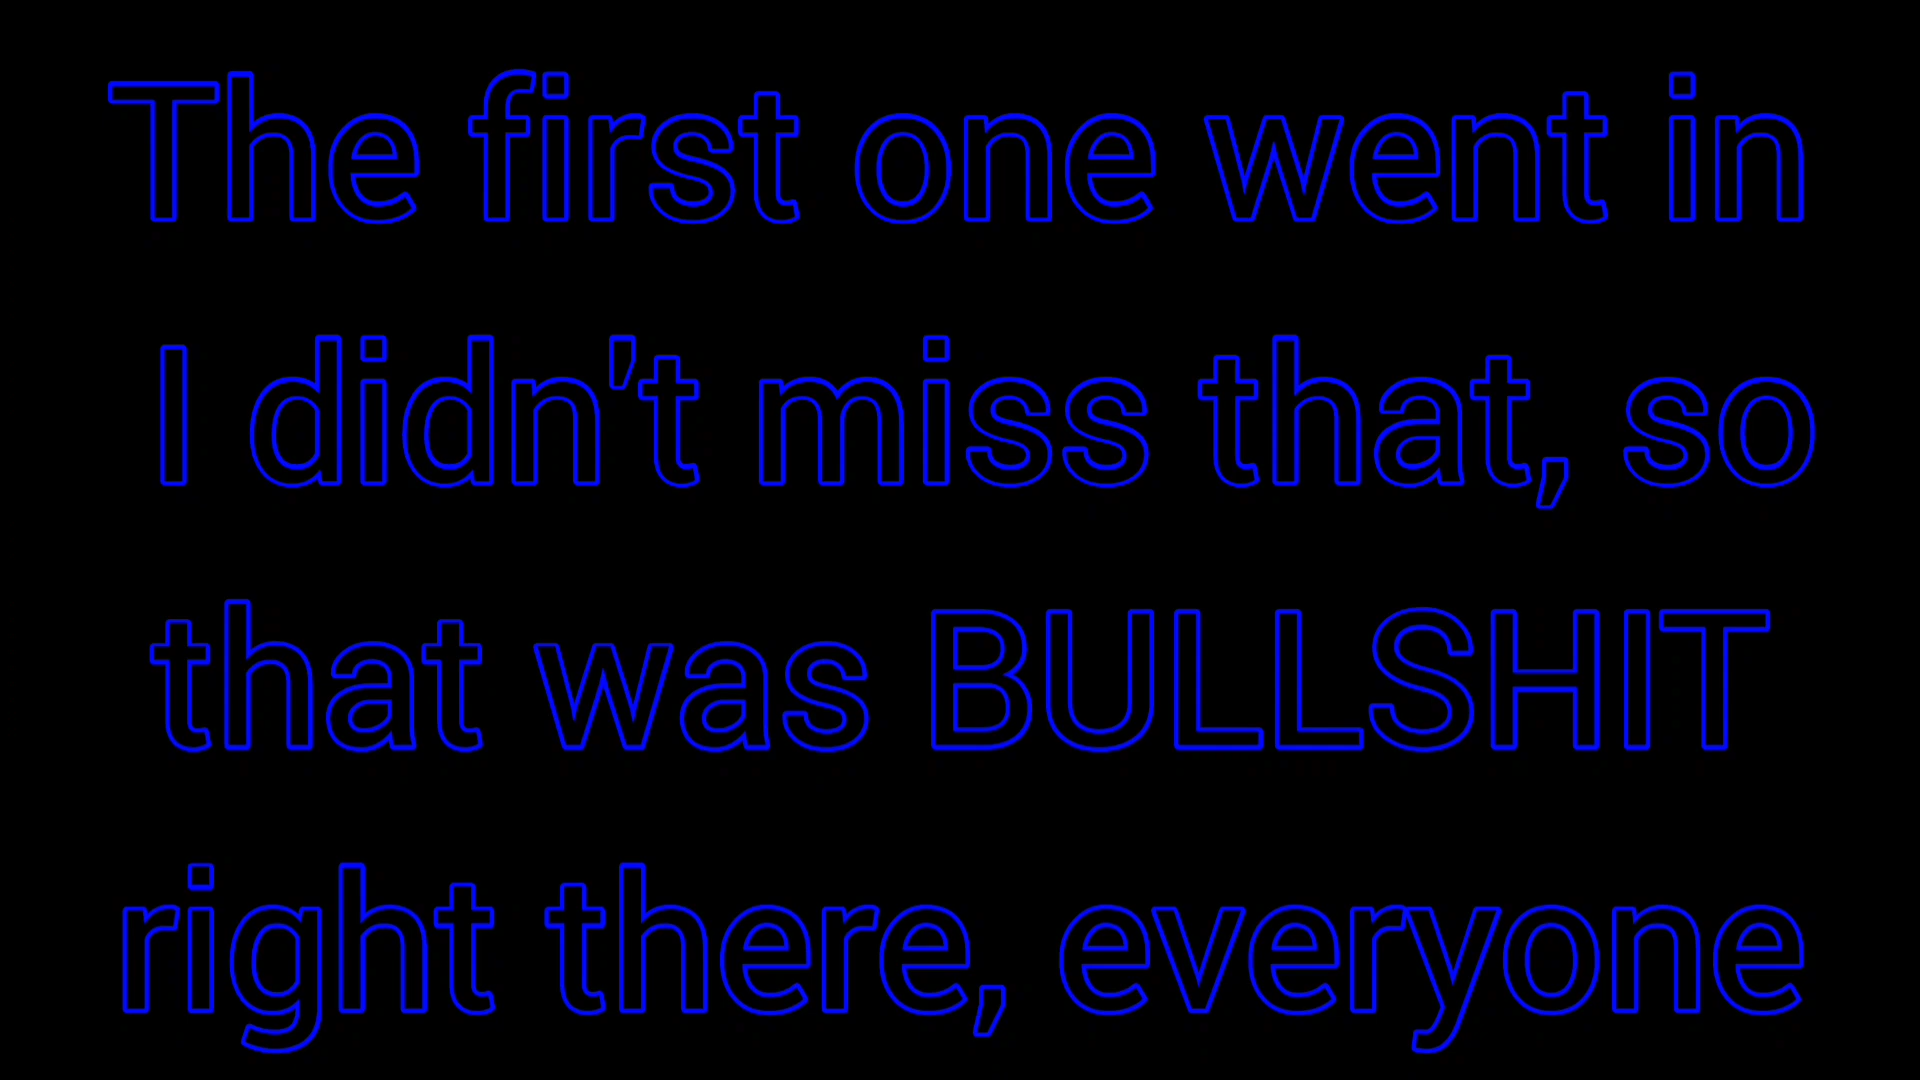 The first one went in
I didn't miss that, so
that was BULLSHIT
right there, everyone